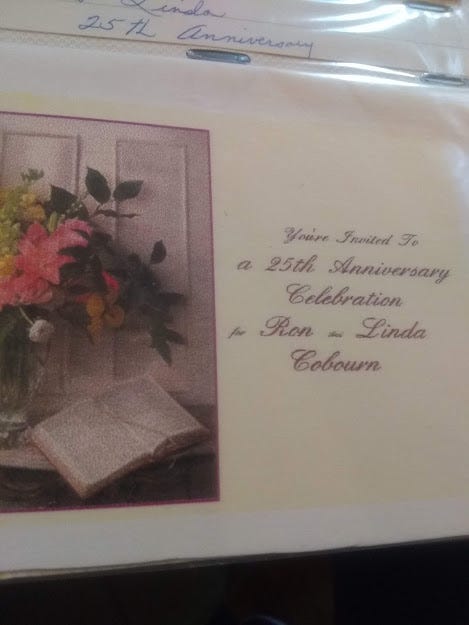 Linda
25th Anniversary
You're Invited To
a 25th Anniversary
Celebration
for Ron and Linda
Cobourn